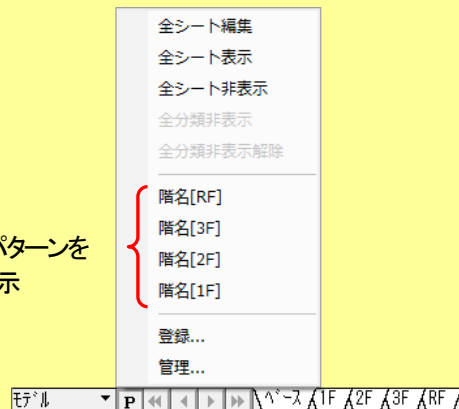 全シート編集
全シート表示
全シート非表示
全分類非表示
全分類非表示解除
階名[RF]
階名[3F]
パターンを
示
階名[2F]
階名[1F]
登録...
管理...
ﾓﾃﾞﾙ P ﾍﾞｰｽ 1F 2F 3F RF